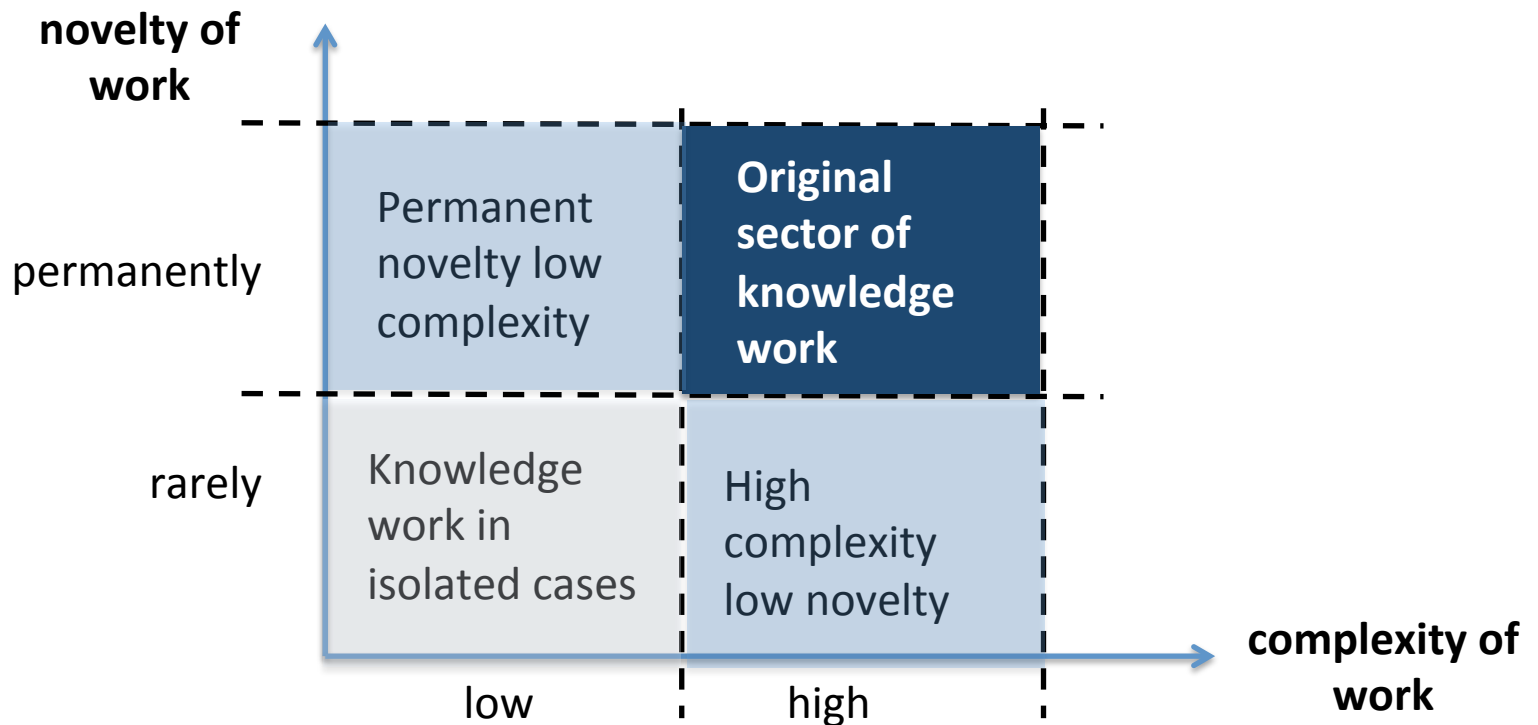 novelty of
work
permanently
Permanent
novelty low
complexity
Original
sector of
knowledge
work
rarely
Knowledge
work in
isolated cases
High
complexity
low novelty
low
high
complexity of
work